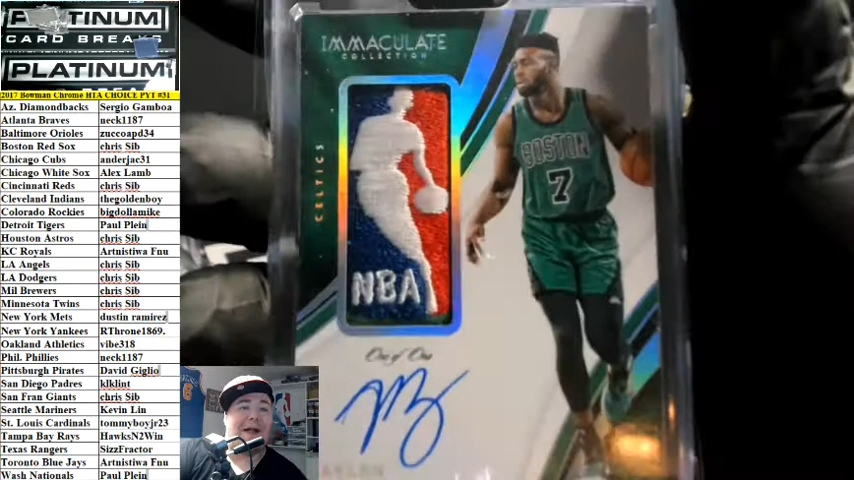 PLATINUM
CARD BREAKS
PLATINUM
2017 Bowman Chrome HTA CHOICE PYT #31
Az. Diamondbacks Sergio Gamboa
Atlanta Braves neck1187
Baltimore Orioles zuccoapd34
Boston Red Sox chris Sib
Chicago Cubs anderjac31
Chicago White Sox Alex Lamb
Cincinnati Reds chris Sib
Cleveland Indians thegoldenboy
Colorado Rockies bigdollamike
Detroit Tigers Paul Plein
Houston Astros chris Sib
KC Royals Artnistiwa Fnu
LA Angels chris Sib
LA Dodgers chris Sib
Mil Brewers chris Sib
Minnesota Twins chris Sib
New York Mets dustin ramirez
New York Yankees RThrone1869.
Oakland Athletics vibe318
Phil. Phillies neck1187
Pittsburgh Pirates David Giglio
San Diego Padres klklint
San Fran Giants chris Sib
Seattle Mariners Kevin Lin
St. Louis Cardinals tommyboyjr23
Tampa Bay Rays HawksN2Win
Texas Rangers SizzFractor
Toronto Blue Jays Artnistiwa Fnu
Wash Nationals Paul Plein
IMMACULATE
COLLECTION
CELTICS
NBA
BOSTON
7
One of One